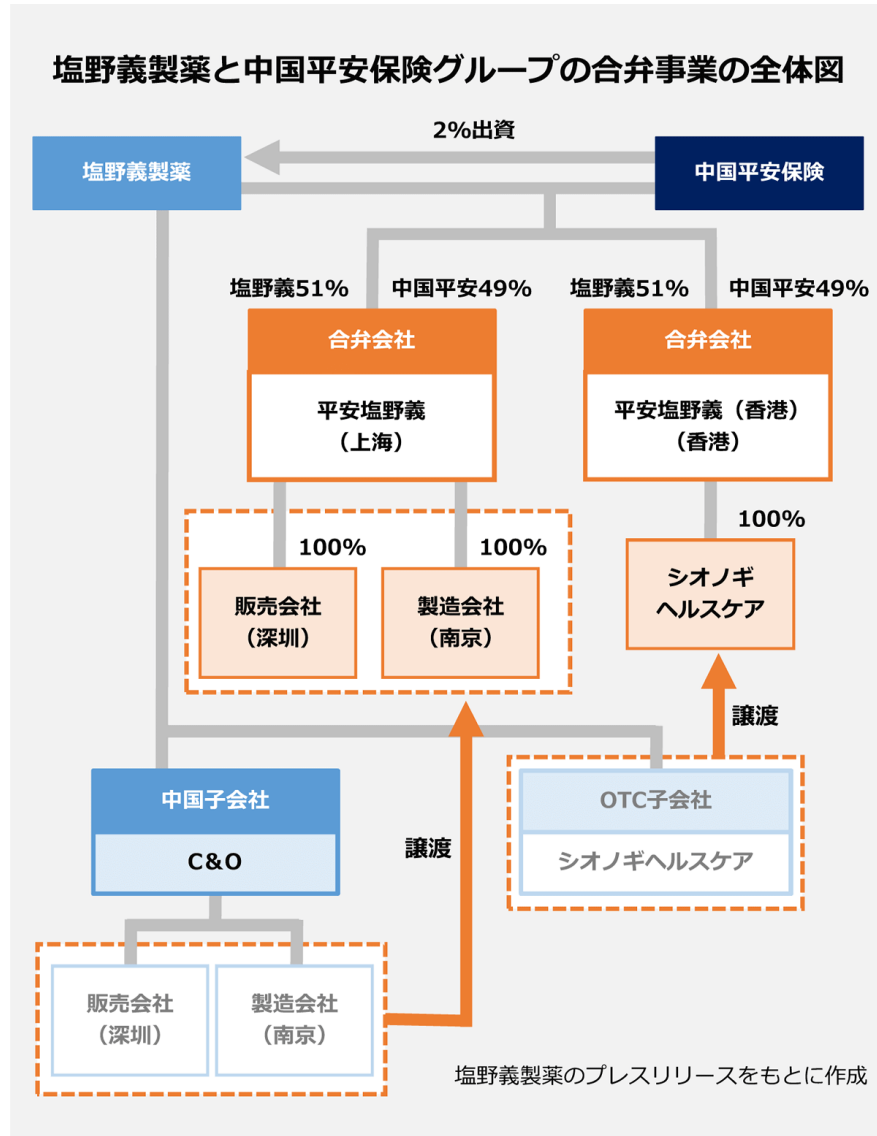 塩野義製薬と中国平安保険グループの合弁事業の全体図
2%出資
塩野義製薬
中国平安保険
塩野義51%
中国平安49%
塩野義51%
中国平安49%
合弁会社
平安塩野義
（上海）
合弁会社
平安塩野義（香港）
（香港）
100%
100%
100%
販売会社
（深圳）
製造会社
（南京）
シオノギ
ヘルスケア
譲渡
中国子会社
C&O
譲渡
OTC子会社
シオノギヘルスケア
販売会社
（深圳）
製造会社
（南京）
塩野義製薬のプレスリリースをもとに作成